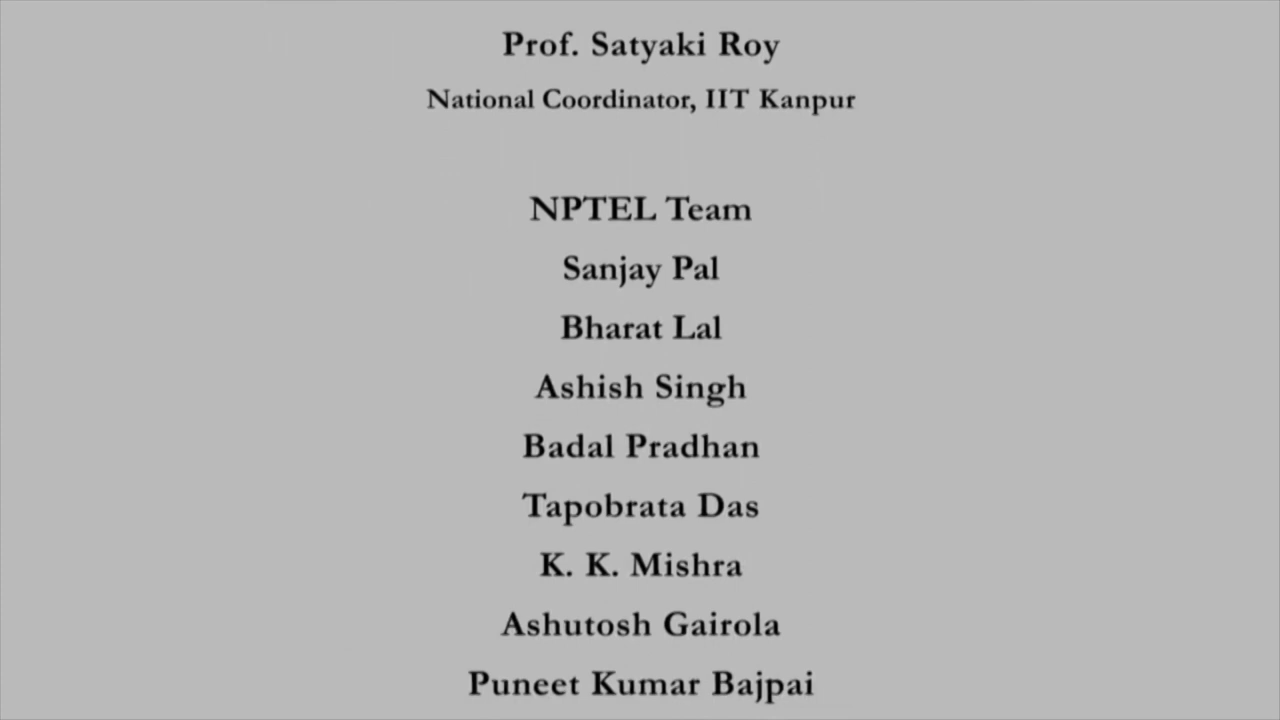 Prof. Satyaki Roy
National Coordinator, IIT Kanpur
NPTEL Team
Sanjay Pal
Bharat Lal
Ashish Singh
Badal Pradhan
Tapobrata Das
K. K. Mishra
Ashutosh Gairola
Puneet Kumar Bajpai